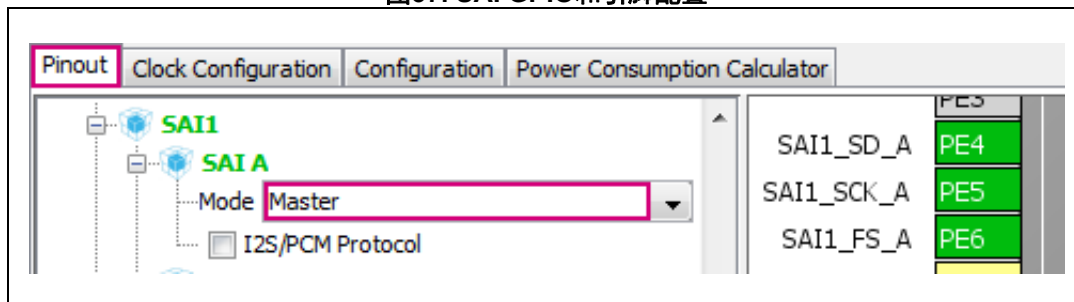 Pinout Clock Configuration Configuration Power Consumption Calculator
SAI1
SAI A
Mode Master
I2S/PCM Protocol
PE3
SAI1_SD_A PE4
SAI1_SCK_A PE5
SAI1_FS_A PE6